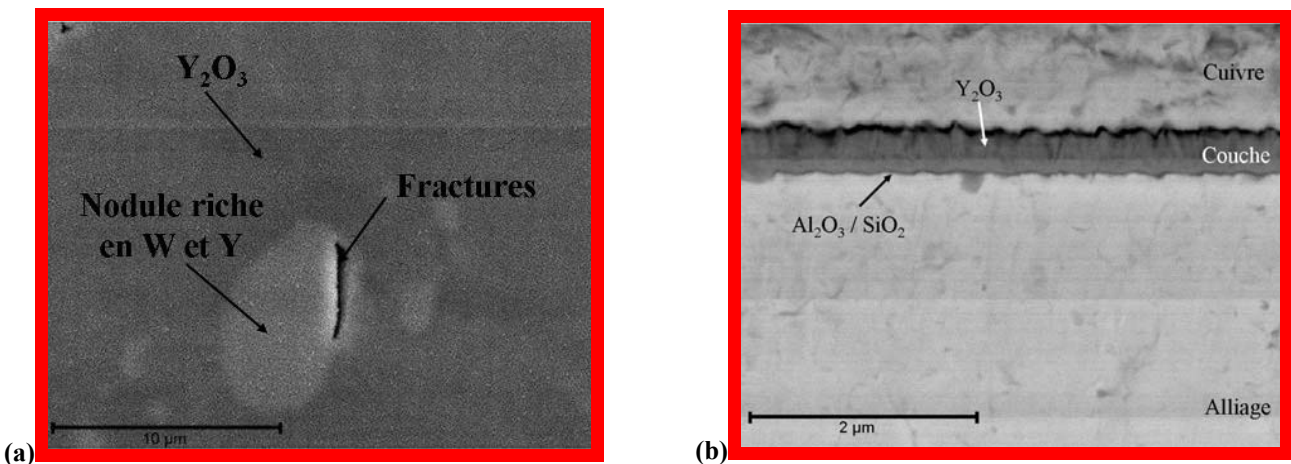 Y₂O₃
Fractures
Nodule riche
en W et Y
10 µm
(a)
Cuivre
Y₂O₃
Couche
Al₂O₃ / SiO₂
2 µm
Alliage
(b)